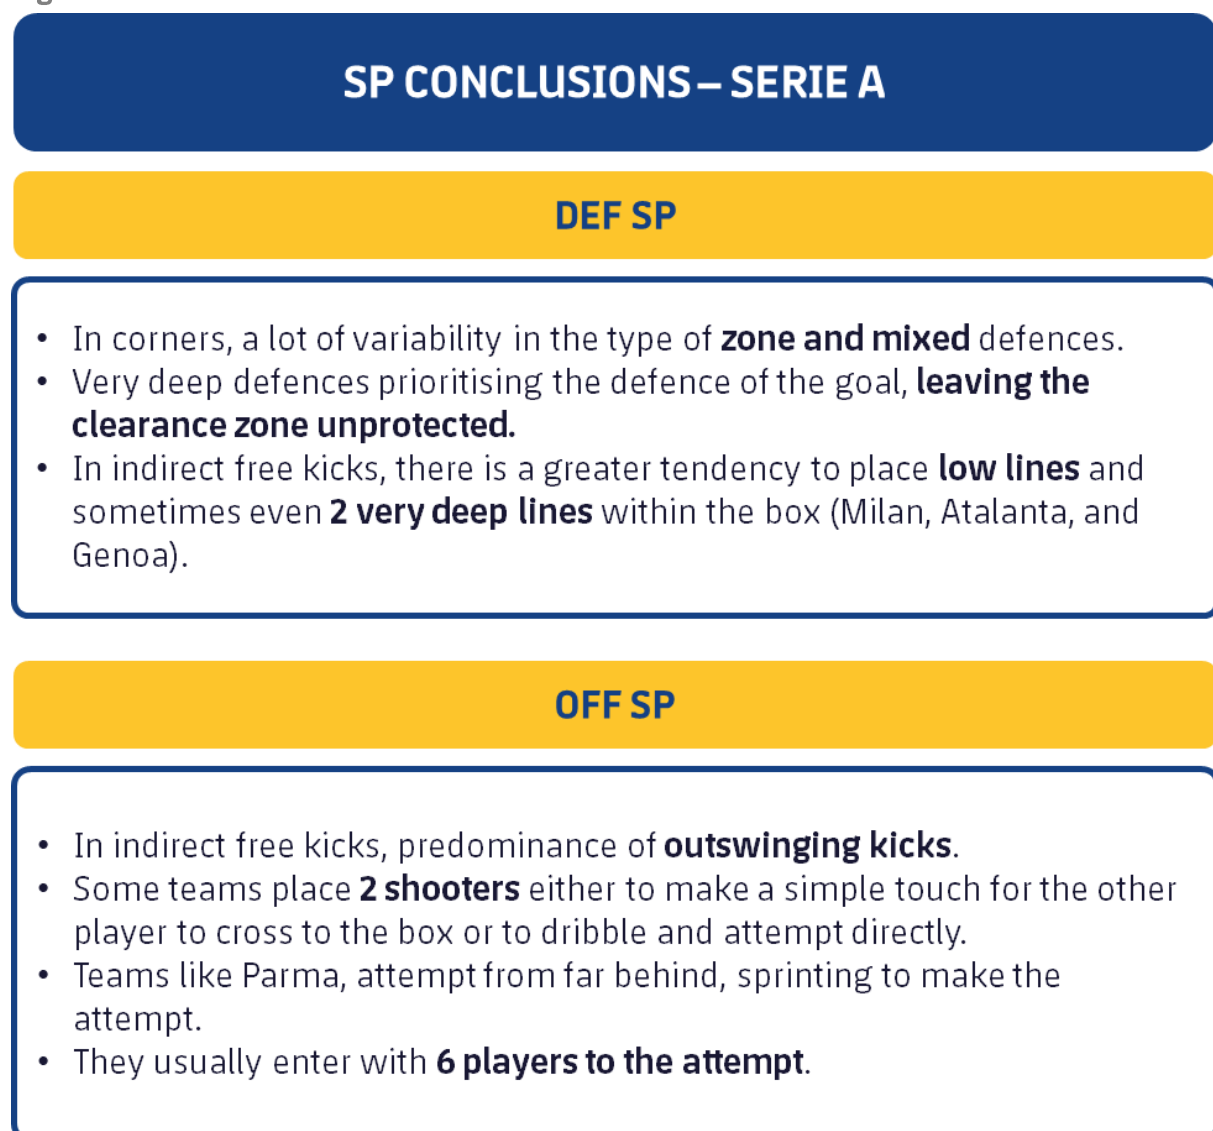 SP CONCLUSIONS – SERIE A
DEF SP
• In corners, a lot of variability in the type of zone and mixed defences.
• Very deep defences prioritising the defence of the goal, leaving the
clearance zone unprotected.
• In indirect free kicks, there is a greater tendency to place low lines and
sometimes even 2 very deep lines within the box (Milan, Atalanta, and
Genoa).
OFF SP
• In indirect free kicks, predominance of outswinging kicks.
• Some teams place 2 shooters either to make a simple touch for the other
player to cross to the box or to dribble and attempt directly.
• Teams like Parma, attempt from far behind, sprinting to make the
attempt.
• They usually enter with 6 players to the attempt.